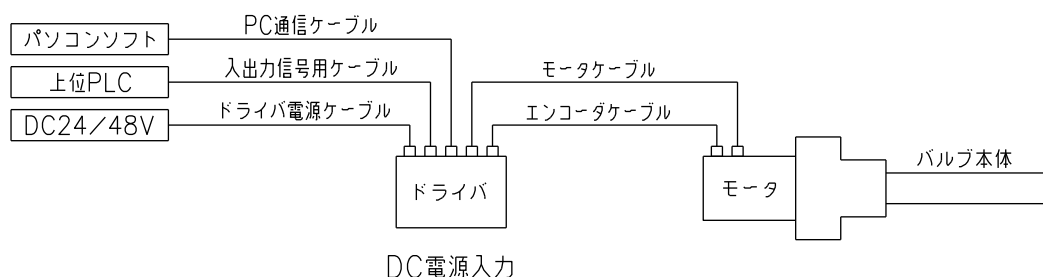 パソコンソフト
PC通信ケーブル
上位PLC
入出力信号用ケーブル
DC24/48V
ドライバ電源ケーブル
モータケーブル
エンコーダケーブル
ドライバ
モータ
バルブ本体
DC電源入力